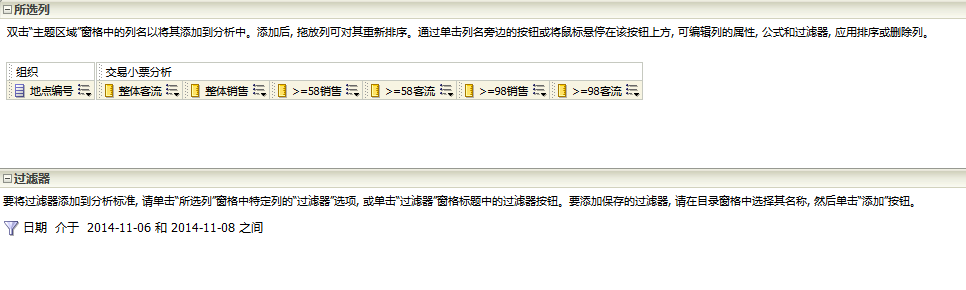 所选列
双击“主题区域”窗格中的列名以将其添加到分析中。添加后, 拖放列可对其重新排序。通过单击列名旁边的按钮或将鼠标悬停在该按钮上方, 可编辑列的属性, 公式和过滤器, 应用排序或删除列。
组织 交易小票分析
地点编号 整体客流 整体销售 >=58销售 >=58客流 >=98销售 >=98客流
过滤器
要将过滤器添加到分析标准, 请单击“所选列”窗格中特定列的“过滤器”选项, 或单击“过滤器”窗格标题中的过滤器按钮。要添加保存的过滤器, 请在目录窗格中选择其名称, 然后单击“添加”按钮。
日期 介于 2014-11-06 和 2014-11-08 之间